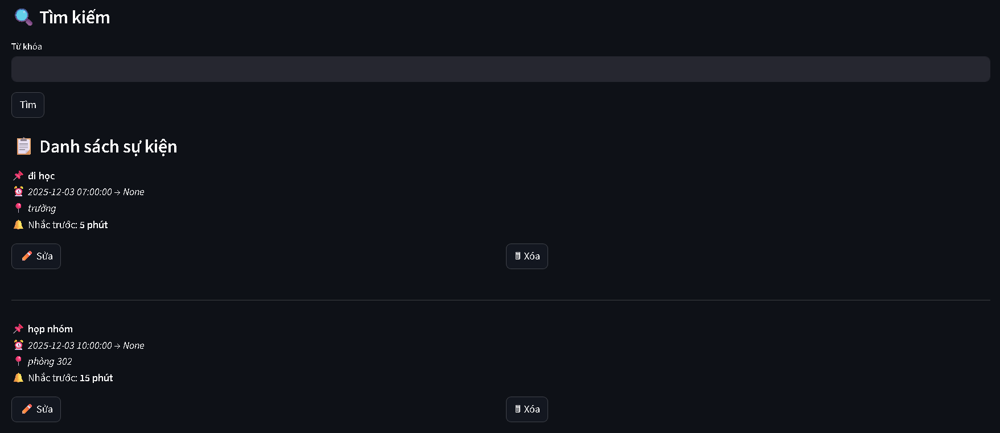 Tìm kiếm
Từ khóa
Tìm
Danh sách sự kiện
đi học
2025-12-03 07:00:00 → None
trường
Nhắc trước: 5 phút
Sửa
Xóa
họp nhóm
2025-12-03 10:00:00 → None
phòng 302
Nhắc trước: 15 phút
Sửa
Xóa